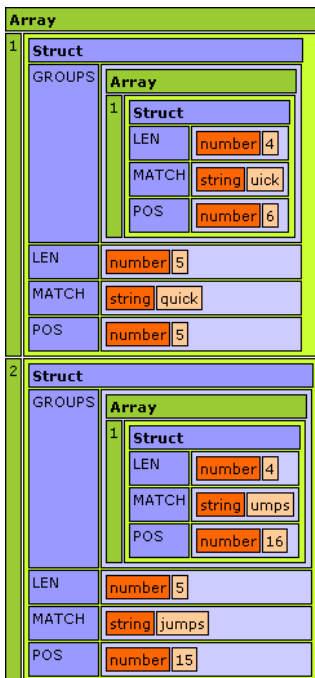 Array
1 Struct
GROUPS Array
1 Struct
LEN number 4
MATCH string uick
POS number 6
LEN number 5
MATCH string quick
POS number 5
2 Struct
GROUPS Array
1 Struct
LEN number 4
MATCH string umps
POS number 16
LEN number 5
MATCH string jumps
POS number 15